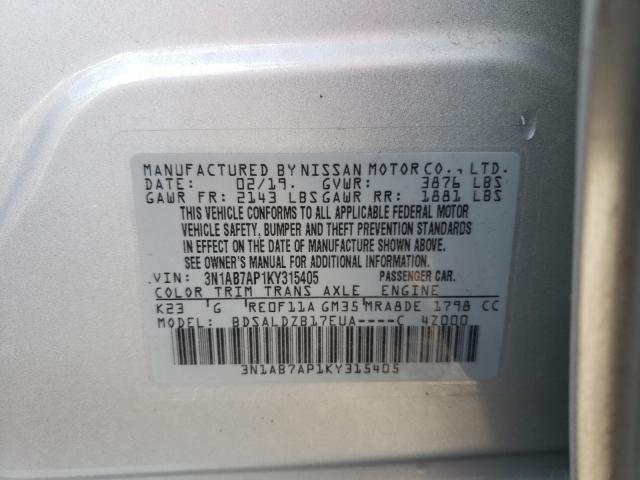 MANUFACTURED BY NISSAN MOTOR CO., LTD.
DATE: 02/19. GVWR: 3876 LBS
GAWR FR: 2143 LBS GAWR RR: 1881 LBS
THIS VEHICLE CONFORMS TO ALL APPLICABLE FEDERAL MOTOR
VEHICLE SAFETY, BUMPER AND THEFT PREVENTION STANDARDS
IN EFFECT ON THE DATE OF MANUFACTURE SHOWN ABOVE.
SEE OWNER'S MANUAL FOR ADDITIONAL INFORMATION.
VIN: 3N1AB7AP1KY315405 PASSENGER CAR.
COLOR TRIM TRANS AXLE ENGINE
K23 G RE0F11A GM35 MRA8DE 1798 CC
MODEL: BDSALDZB17EUA----C 4Z000
3N1AB7AP1KY315405